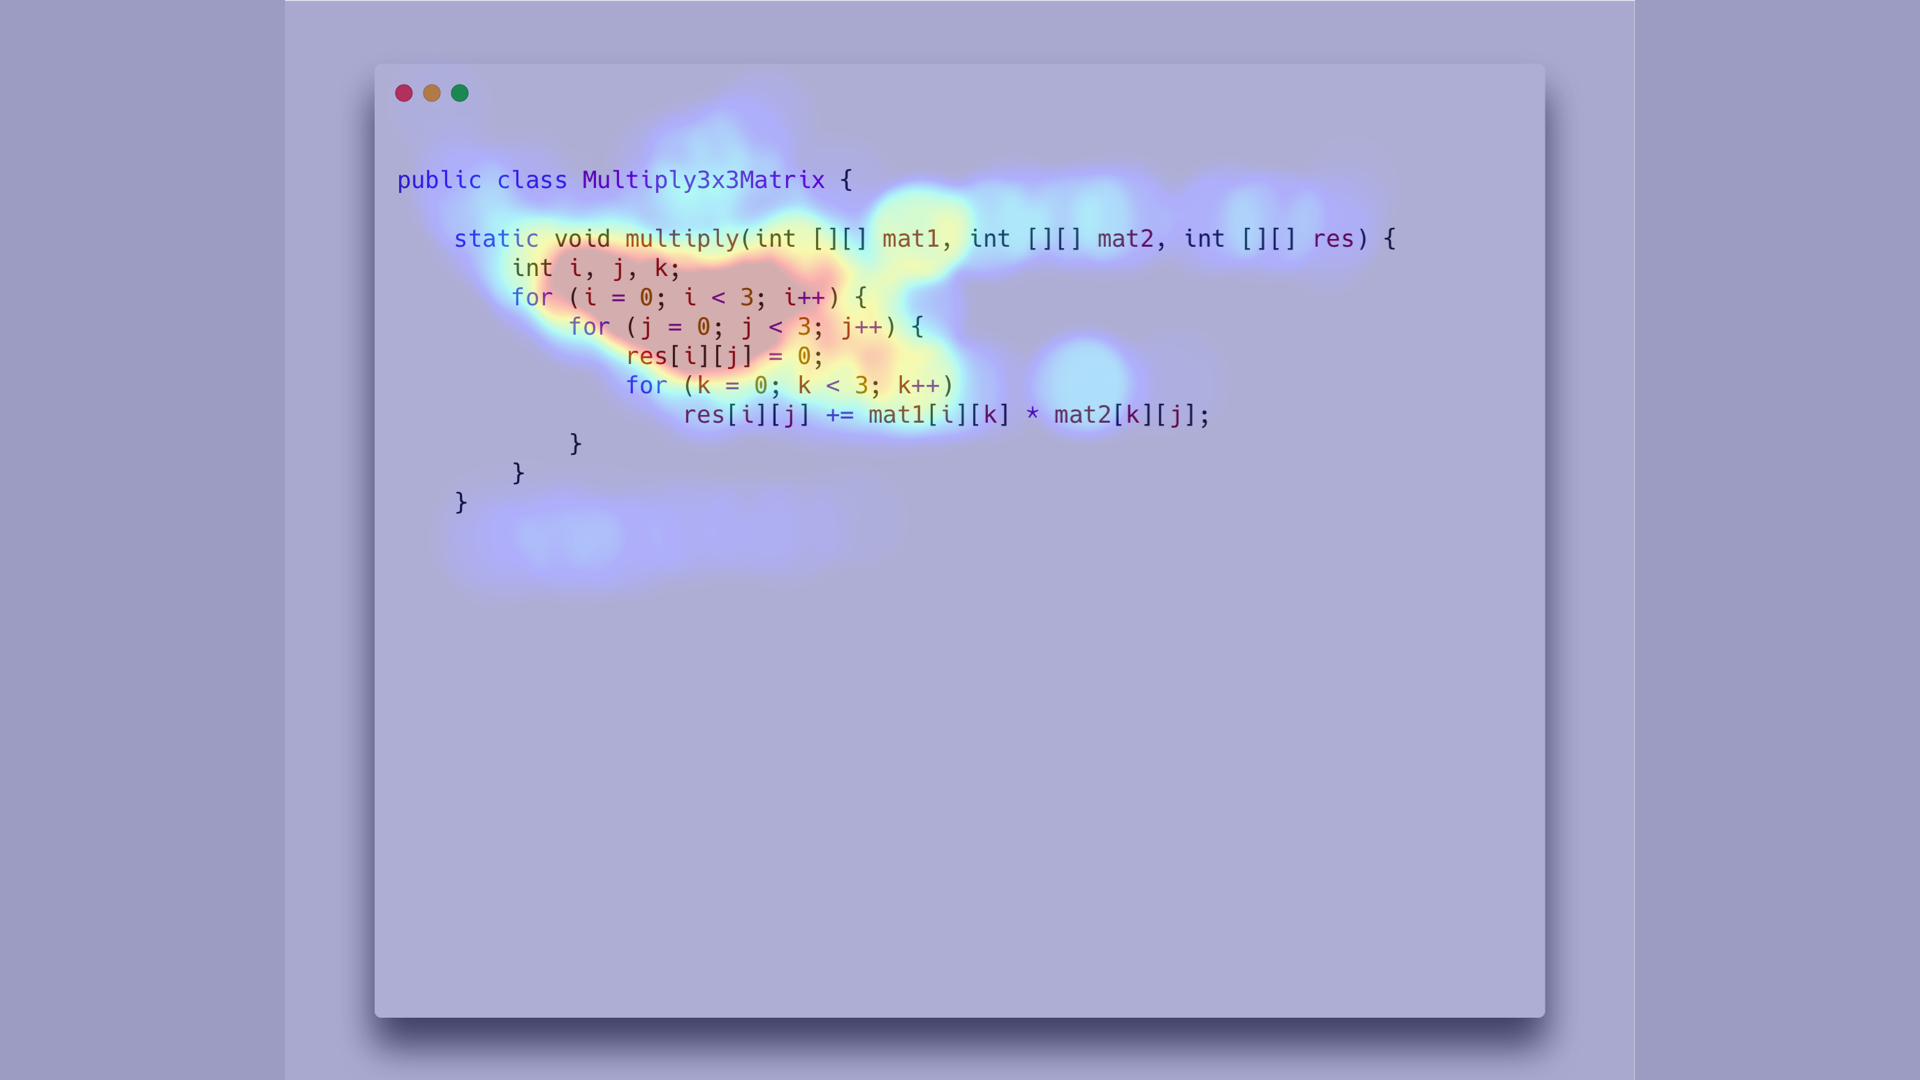 public class Multiply3x3Matrix {
static void multiply(int [][] mat1, int [][] mat2, int [][] res) {
int i, j, k;
for (i = 0; i < 3; i++) {
for (j = 0; j < 3; j++) {
res[i][j] = 0;
for (k = 0; k < 3; k++)
res[i][j] += mat1[i][k] * mat2[k][j];
}
}
}